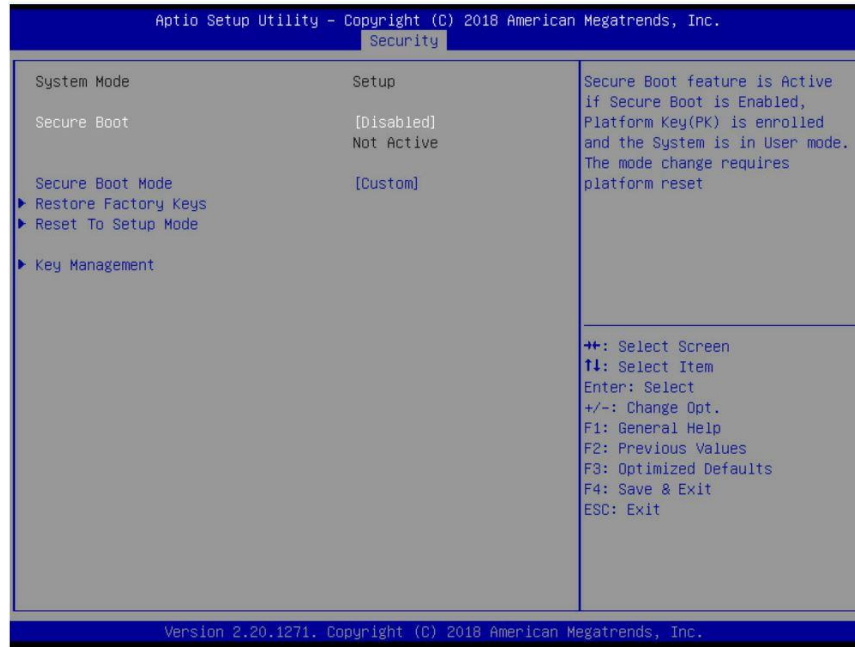 Aptio Setup Utility – Copyright (C) 2018 American Megatrends, Inc.
Security
System Mode Setup
Secure Boot [Disabled]
Not Active
Secure Boot Mode [Custom]
Restore Factory Keys
Reset To Setup Mode
Key Management
Secure Boot feature is Active
if Secure Boot is Enabled,
Platform Key(PK) is enrolled
and the System is in User mode.
The mode change requires
platform reset
→←: Select Screen
↑↓: Select Item
Enter: Select
+/-: Change Opt.
F1: General Help
F2: Previous Values
F3: Optimized Defaults
F4: Save & Exit
ESC: Exit
Version 2.20.1271. Copyright (C) 2018 American Megatrends, Inc.